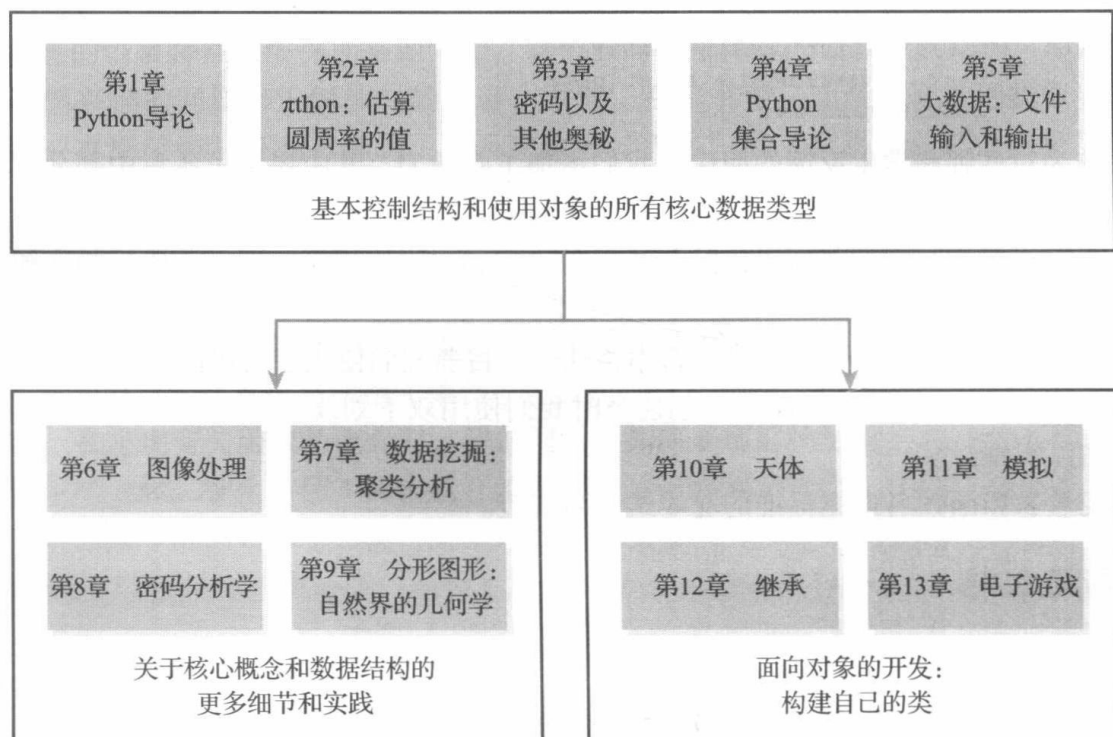 第1章
Python导论
第2章
πthon：估算
圆周率的值
第3章
密码以及
其他奥秘
第4章
Python
集合导论
第5章
大数据：文件
输入和输出
基本控制结构和使用对象的所有核心数据类型
第6章 图像处理
第7章 数据挖掘：
聚类分析
第8章 密码分析学
第9章 分形图形：
自然界的几何学
关于核心概念和数据结构的
更多细节和实践
第10章 天体
第11章 模拟
第12章 继承
第13章 电子游戏
面向对象的开发：
构建自己的类